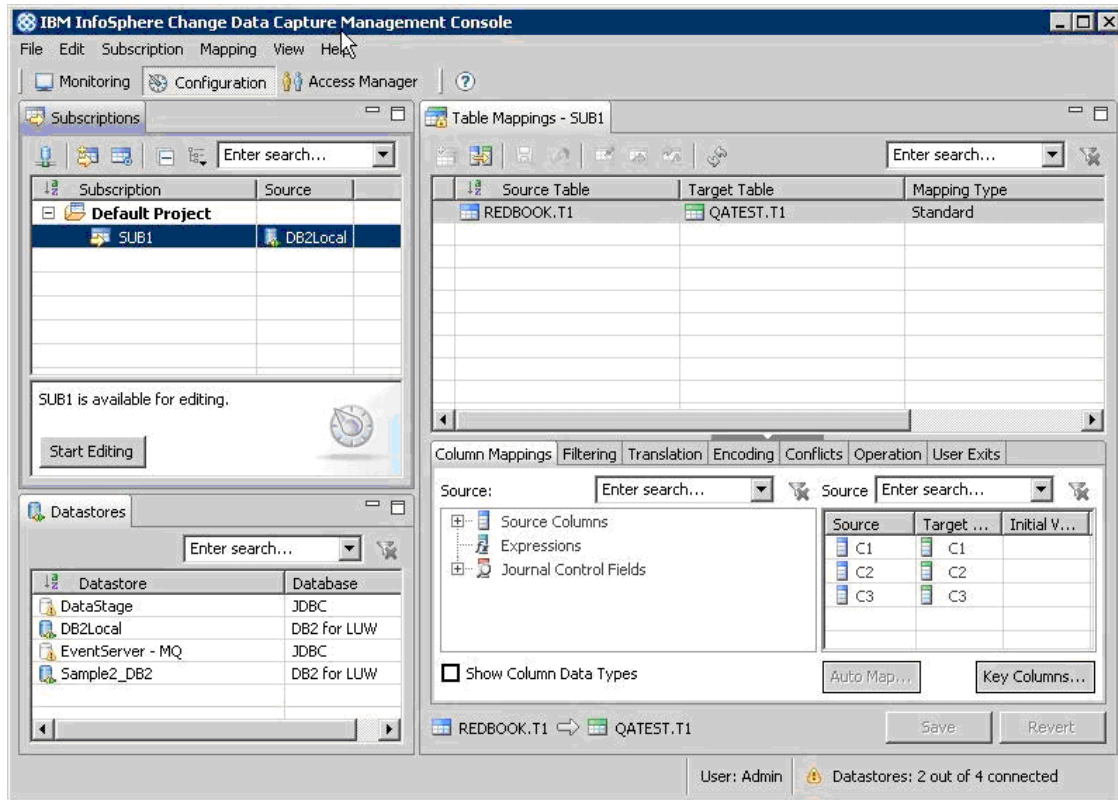 IBM InfoSphere Change Data Capture Management Console
File Edit Subscription Mapping View Help
Monitoring Configuration Access Manager
Subscriptions
Enter search...
Subscription Source
Default Project
SUB1 DB2Local
SUB1 is available for editing.
Start Editing
Datastores
Enter search...
Datastore Database
DataStage JDBC
DB2Local DB2 for LUW
EventServer - MQ JDBC
Sample2_DB2 DB2 for LUW
Table Mappings - SUB1
Enter search...
Source Table Target Table Mapping Type
REDBOOK.T1 QATEST.T1 Standard
Column Mappings Filtering Translation Encoding Conflicts Operation User Exits
Source: Enter search... Source Enter search...
Source Columns
Expressions
Journal Control Fields
Source Target ... Initial V...
C1 C1
C2 C2
C3 C3
Show Column Data Types
Auto Map... Key Columns...
REDBOOK.T1 QATEST.T1 Save Revert
User: Admin Datastores: 2 out of 4 connected